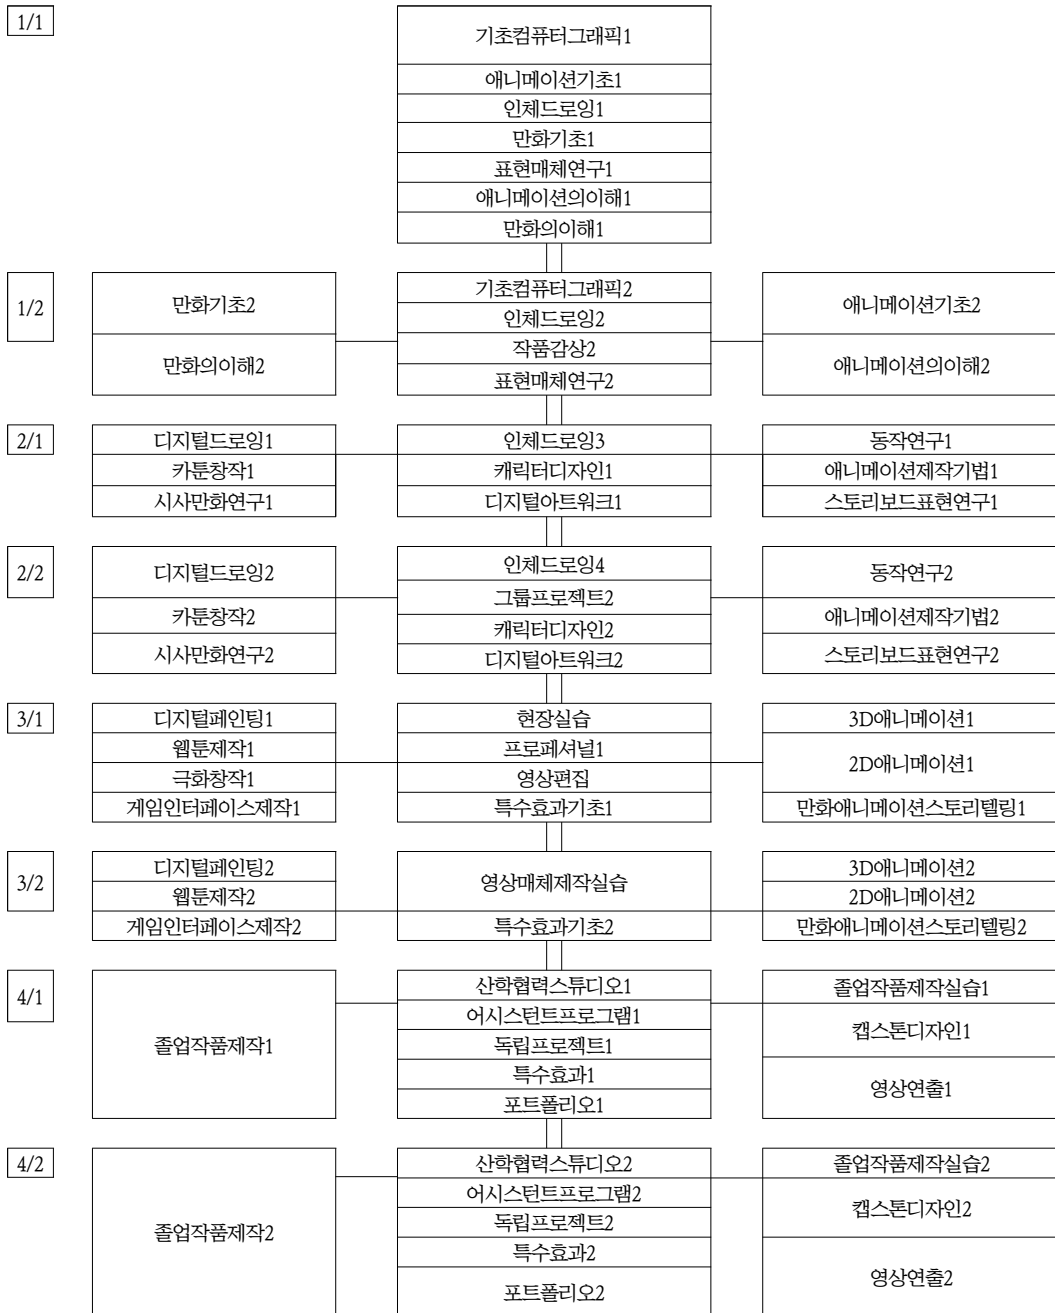 1/1
기초컴퓨터그래픽1
애니메이션기초1
인체드로잉1
만화기초1
표현매체연구1
애니메이션의이해1
만화의이해1
1/2
만화기초2
만화의이해2
기초컴퓨터그래픽2
인체드로잉2
작품감상2
표현매체연구2
애니메이션기초2
애니메이션의이해2
2/1
디지털드로잉1
카툰창작1
시사만화연구1
인체드로잉3
캐릭터디자인1
디지털아트워크1
동작연구1
애니메이션제작기법1
스토리보드표현연구1
2/2
디지털드로잉2
카툰창작2
시사만화연구2
인체드로잉4
그룹프로젝트2
캐릭터디자인2
디지털아트워크2
동작연구2
애니메이션제작기법2
스토리보드표현연구2
3/1
디지털페인팅1
웹툰제작1
극화창작1
게임인터페이스제작1
현장실습
프로페셔널1
영상편집
특수효과기초1
3D애니메이션1
2D애니메이션1
만화애니메이션스토리텔링1
3/2
디지털페인팅2
웹툰제작2
게임인터페이스제작2
영상매체제작실습
특수효과기초2
3D애니메이션2
2D애니메이션2
만화애니메이션스토리텔링2
4/1
졸업작품제작1
산학협력스튜디오1
어시스턴트프로그램1
독립프로젝트1
특수효과1
포트폴리오1
졸업작품제작실습1
캡스톤디자인1
영상연출1
4/2
졸업작품제작2
산학협력스튜디오2
어시스턴트프로그램2
독립프로젝트2
특수효과2
포트폴리오2
졸업작품제작실습2
캡스톤디자인2
영상연출2